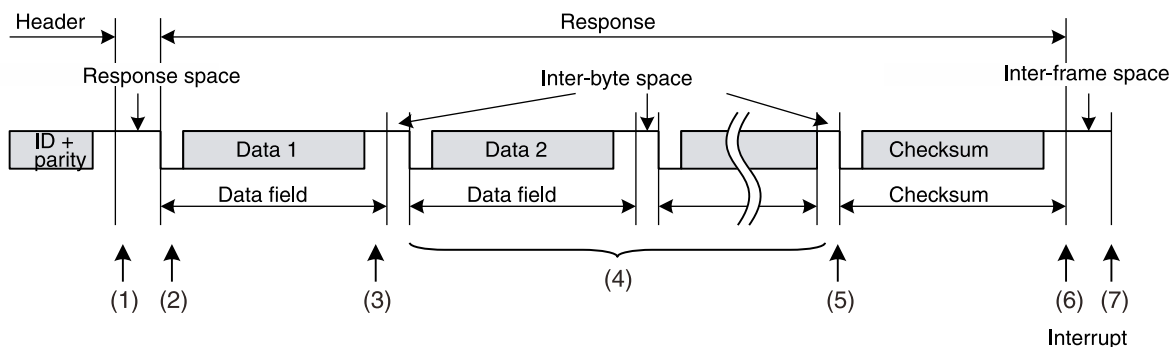 Header
Response
Response space
Inter-byte space
Inter-frame space
ID +
parity
Data 1
Data 2
Checksum
Data field
Data field
Checksum
(1)
(2)
(3)
(4)
(5)
(6)
(7)
Interrupt